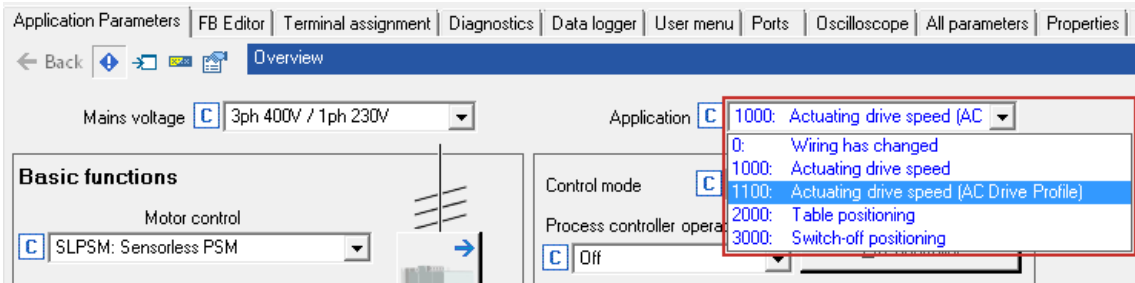 Application Parameters FB Editor Terminal assignment Diagnostics Data logger User menu Ports Oscilloscope All parameters Properties
Back Overview
Mains voltage C 3ph 400V / 1ph 230V Application C 1000: Actuating drive speed (AC
0: Wiring has changed
Basic functions 1000: Actuating drive speed
Control mode C 1100: Actuating drive speed (AC Drive Profile)
Motor control 2000: Table positioning
Process controller opera
C SLPSM: Sensorless PSM 3000: Switch-off positioning
C Off